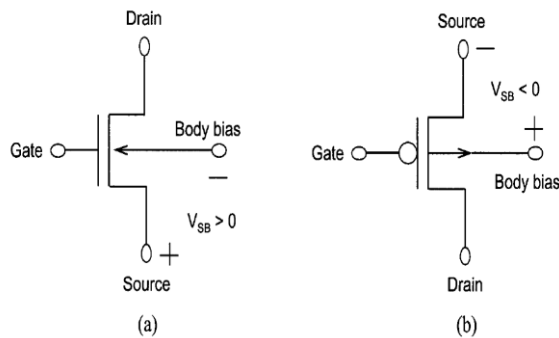 Drain
Gate
Body bias
−
V_SB > 0
+
Source
(a)
Source
−
V_SB < 0
+
Gate
Body bias
Drain
(b)